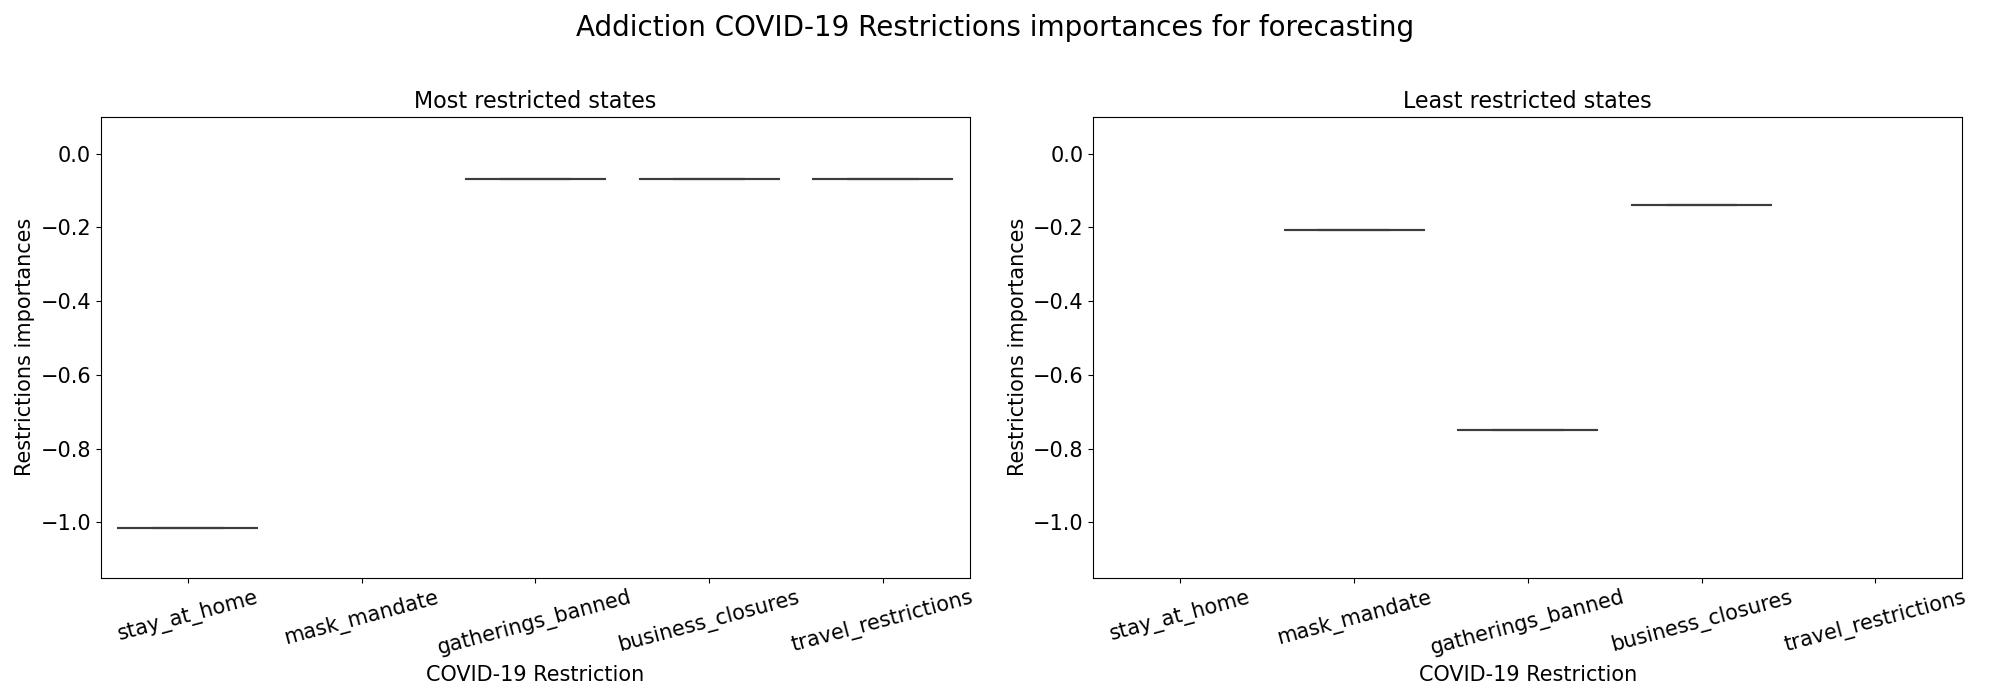 Addiction COVID-19 Restrictions importances for forecasting
Most restricted states
Restrictions importances
0.0
−0.2
−0.4
−0.6
−0.8
−1.0
stay_at_home
mask_mandate
gatherings_banned
business_closures
travel_restrictions
COVID-19 Restriction
Least restricted states
Restrictions importances
0.0
−0.2
−0.4
−0.6
−0.8
−1.0
stay_at_home
mask_mandate
gatherings_banned
business_closures
travel_restrictions
COVID-19 Restriction